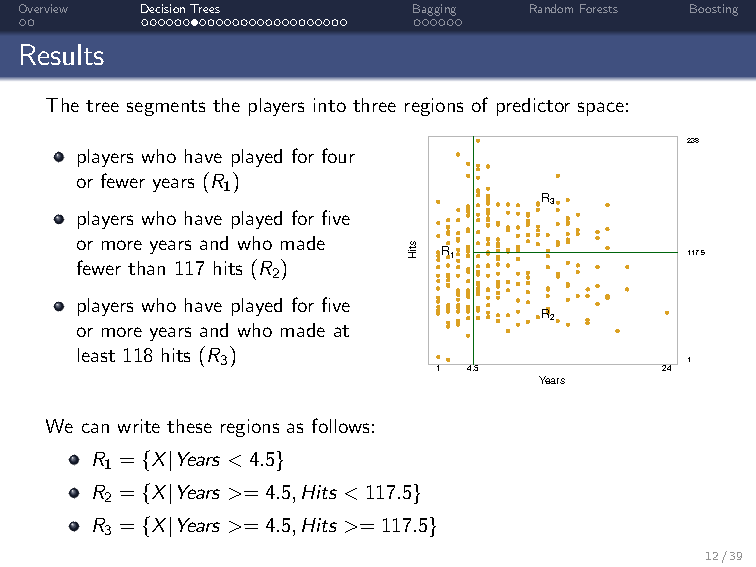 Overview Decision Trees Bagging Random Forests Boosting
Results
The tree segments the players into three regions of predictor space:
players who have played for four
or fewer years (R1)
players who have played for five
or more years and who made
fewer than 117 hits (R2)
players who have played for five
or more years and who made at
least 118 hits (R3)
238
R3
Hits
R1
117.5
R2
1
1 4.5 24
Years
We can write these regions as follows:
R1 = {X|Years < 4.5}
R2 = {X|Years >= 4.5, Hits < 117.5}
R3 = {X|Years >= 4.5, Hits >= 117.5}
12 / 39